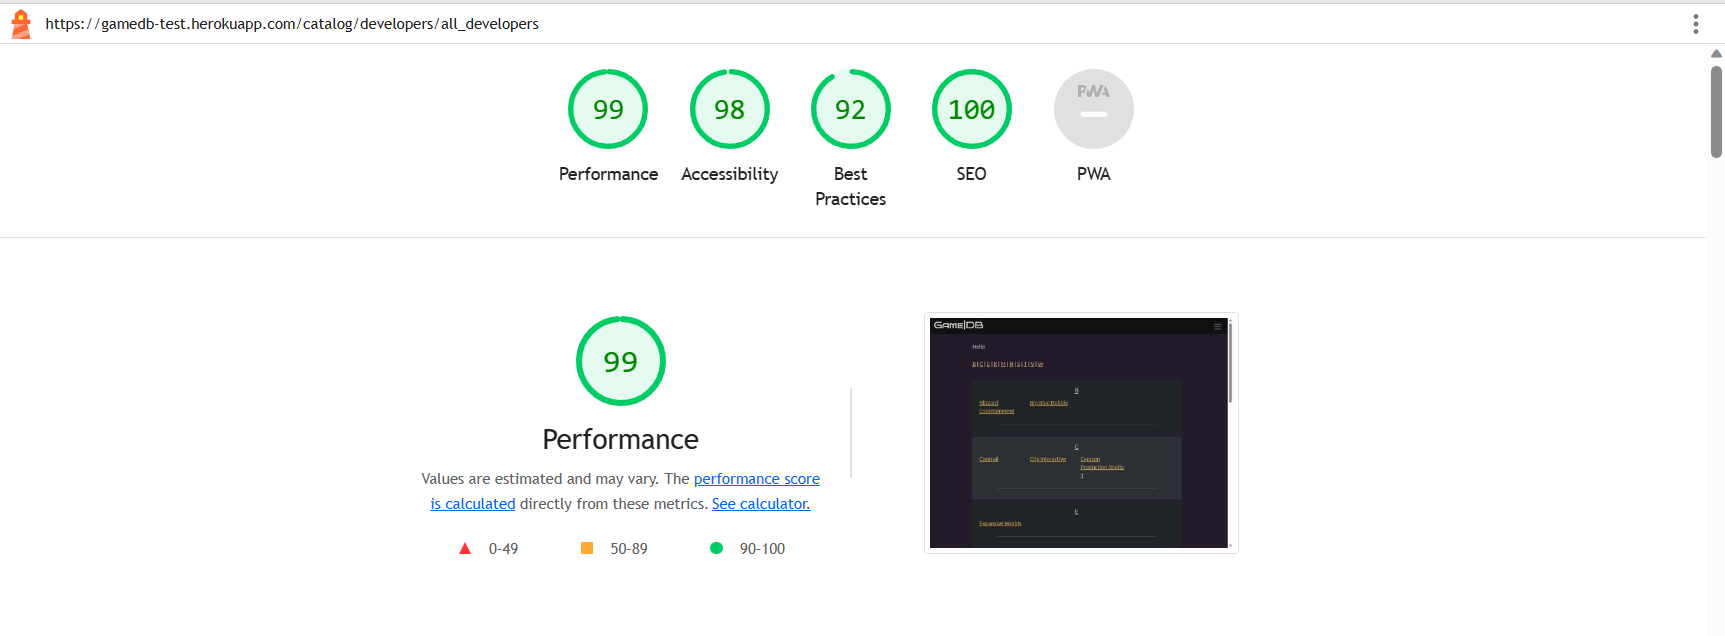 https://gamedb-test.herokuapp.com/catalog/developers/all_developers
99
98
92
100
PWA
Performance
Accessibility
Best
Practices
SEO
PWA
99
Performance
Values are estimated and may vary. The performance score
is calculated directly from these metrics. See calculator.
0-49
50-89
90-100
GAME|DB
Hello
B | C | E | K | M | N | S | T | V | W
B
Blizzard
Entertainment
Big Blue Bubble
C
City Interactive
Capcom
Production Studio
1
E
Expansive Worlds